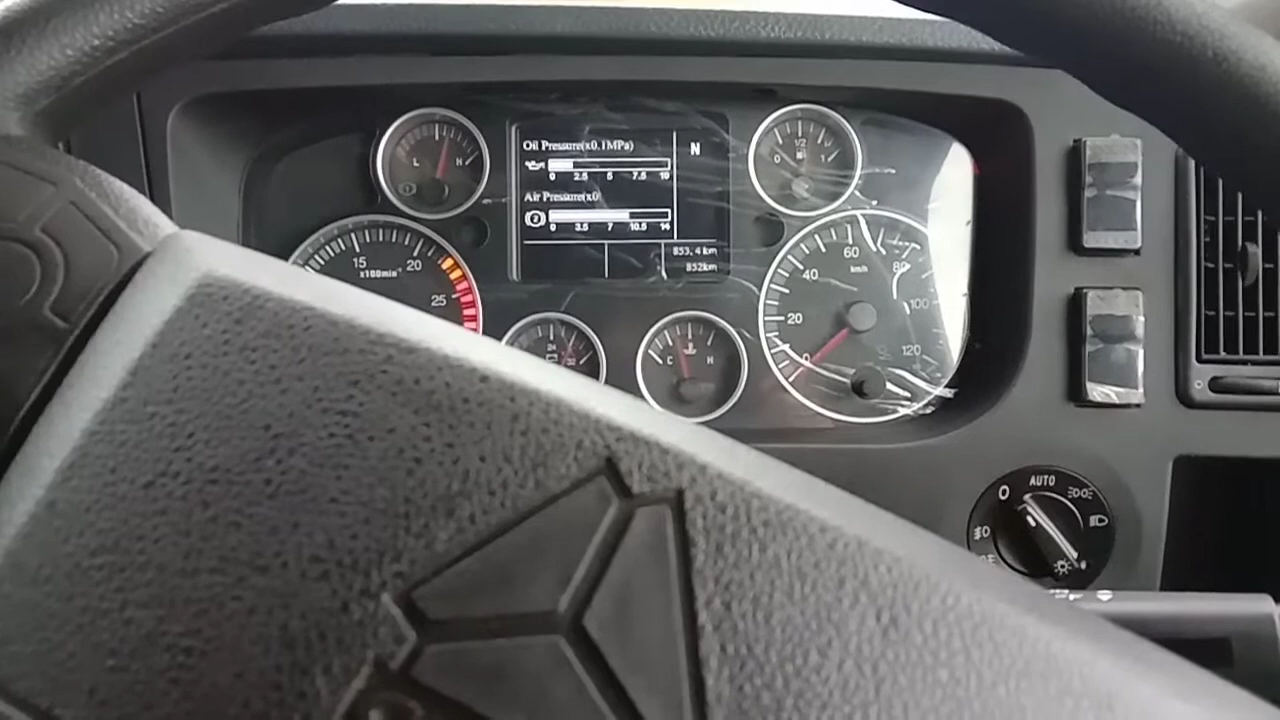 L H
Oil Pressure(x0.1MPa)
0 2.5 5 7.5 10
Air Pressure(x0
0 3.5 7 10.5 14
N
853.4 km
852km
0 1/2 1
15 20 25
x100min⁻¹
C H
0 20 40 60 80 100 120
km/h
0 AUTO